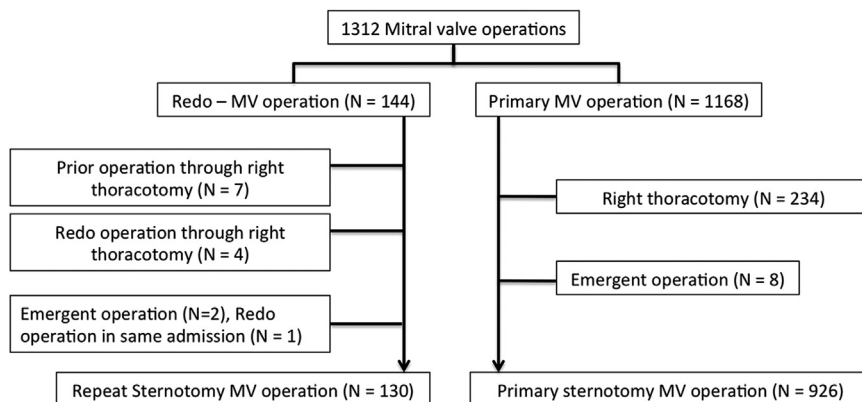 1312 Mitral valve operations
Redo – MV operation (N = 144)
Primary MV operation (N = 1168)
Prior operation through right
thoracotomy (N = 7)
Right thoracotomy (N = 234)
Redo operation through right
thoracotomy (N = 4)
Emergent operation (N = 8)
Emergent operation (N=2), Redo
operation in same admission (N = 1)
Repeat Sternotomy MV operation (N = 130)
Primary sternotomy MV operation (N = 926)